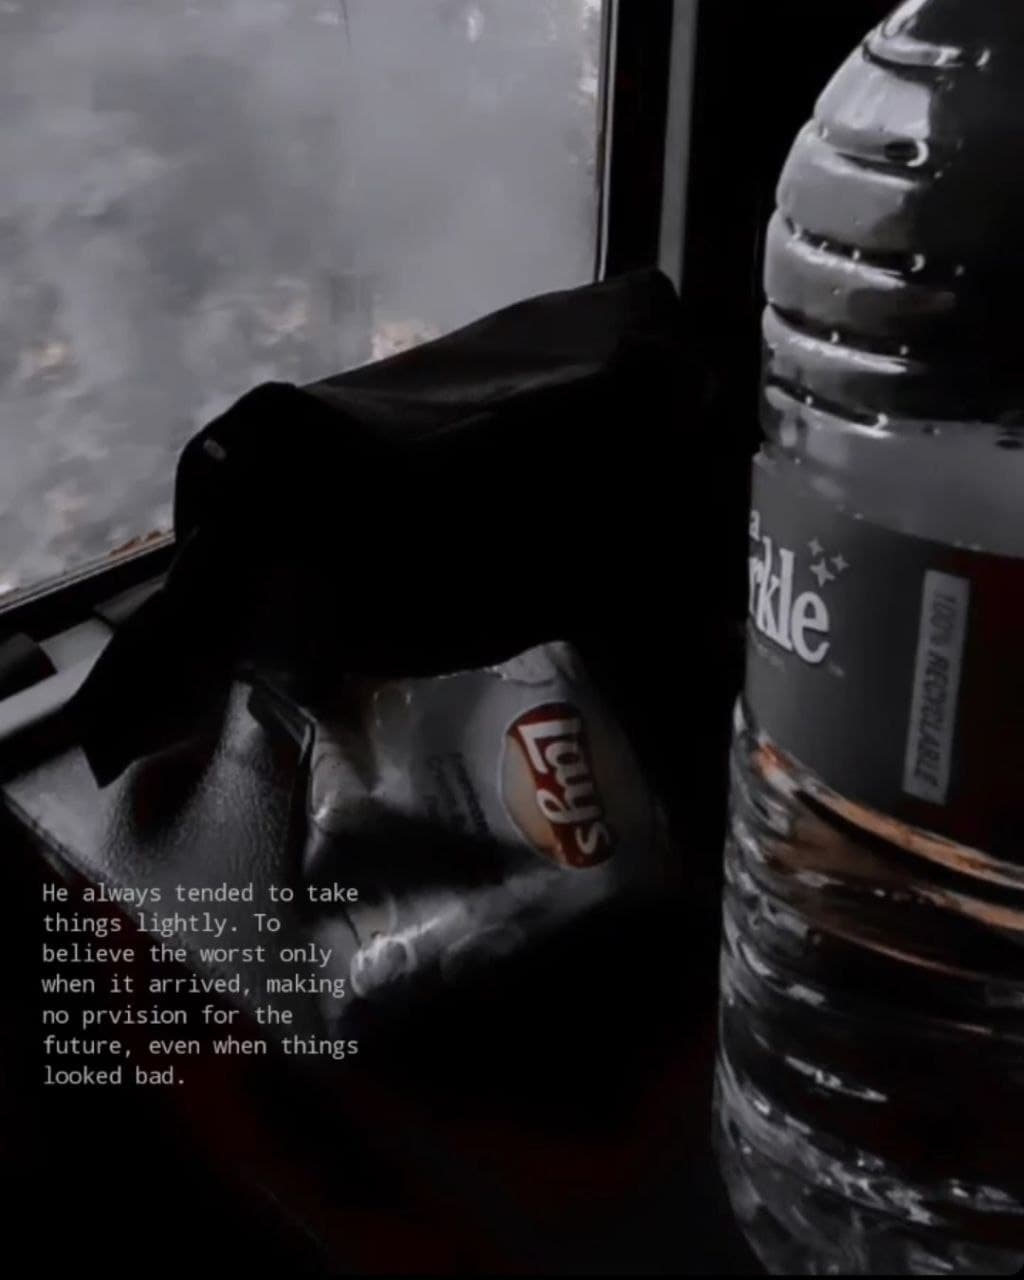 a
rkle
100% RECYCLABLE
Lay's
He always tended to take
things lightly. To
believe the worst only
when it arrived, making
no prvision for the
future, even when things
looked bad.